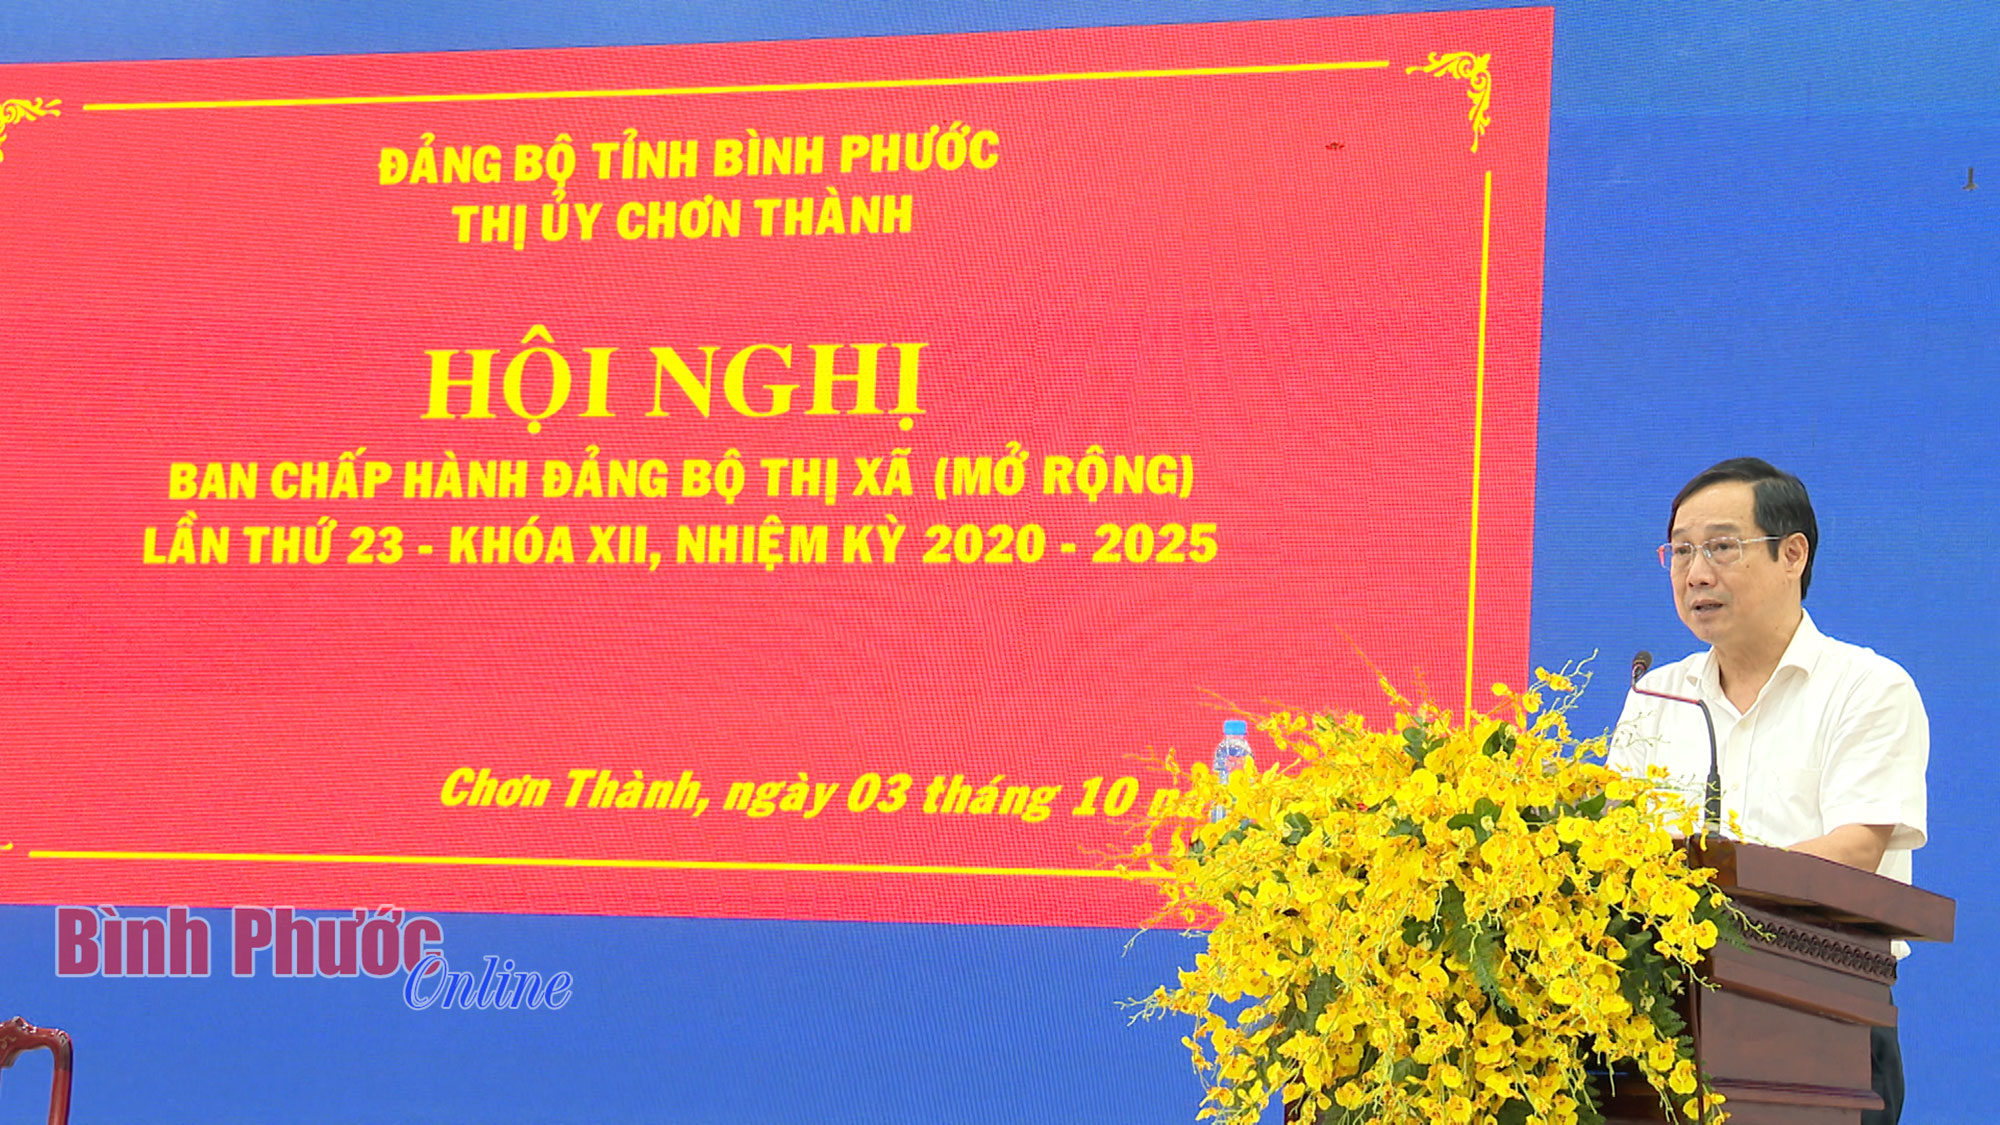 ĐẢNG BỘ TỈNH BÌNH PHƯỚC
THỊ ỦY CHƠN THÀNH
HỘI NGHỊ
BAN CHẤP HÀNH ĐẢNG BỘ THỊ XÃ (MỞ RỘNG)
LẦN THỨ 23 - KHÓA XII, NHIỆM KỲ 2020 - 2025
Chơn Thành, ngày 03 tháng 10
Bình Phước
Online